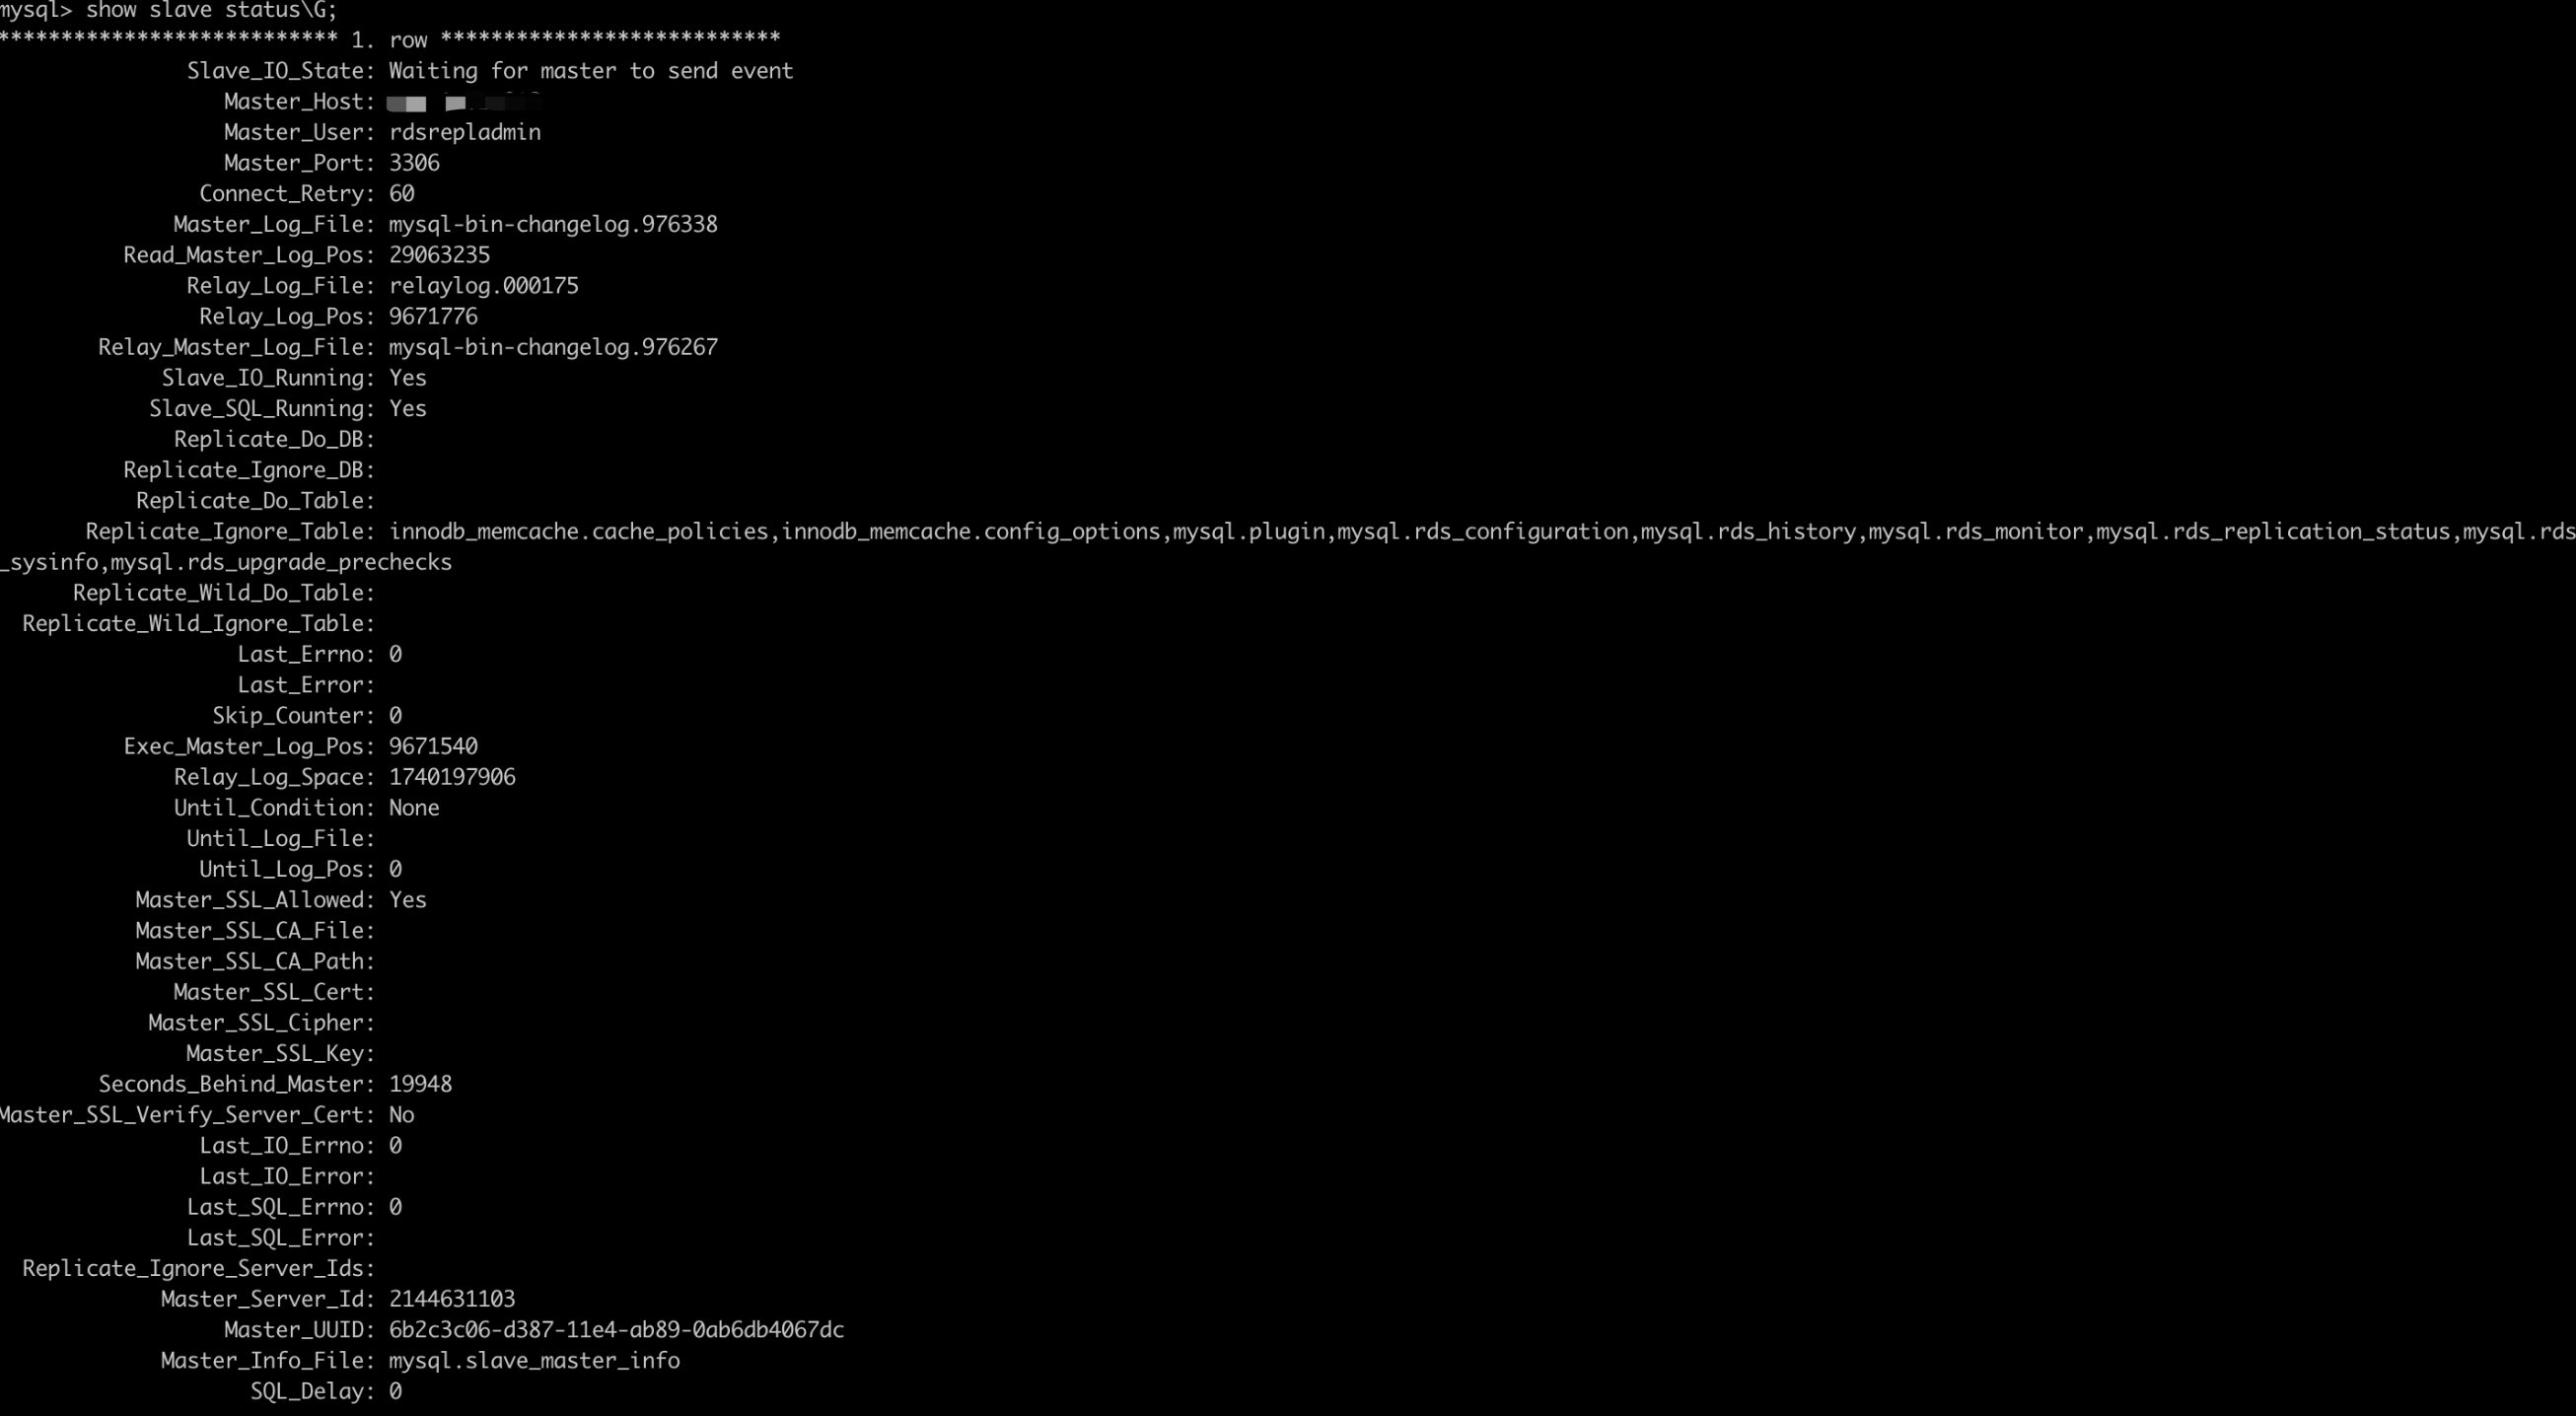 mysql> show slave status\G;
*************************** 1. row ***************************
Slave_IO_State: Waiting for master to send event
Master_Host:
Master_User: rdsrepladmin
Master_Port: 3306
Connect_Retry: 60
Master_Log_File: mysql-bin-changelog.976338
Read_Master_Log_Pos: 29063235
Relay_Log_File: relaylog.000175
Relay_Log_Pos: 9671776
Relay_Master_Log_File: mysql-bin-changelog.976267
Slave_IO_Running: Yes
Slave_SQL_Running: Yes
Replicate_Do_DB:
Replicate_Ignore_DB:
Replicate_Do_Table:
Replicate_Ignore_Table: innodb_memcache.cache_policies,innodb_memcache.config_options,mysql.plugin,mysql.rds_configuration,mysql.rds_history,mysql.rds_monitor,mysql.rds_replication_status,mysql.rds
_sysinfo,mysql.rds_upgrade_prechecks
Replicate_Wild_Do_Table:
Replicate_Wild_Ignore_Table:
Last_Errno: 0
Last_Error:
Skip_Counter: 0
Exec_Master_Log_Pos: 9671540
Relay_Log_Space: 1740197906
Until_Condition: None
Until_Log_File:
Until_Log_Pos: 0
Master_SSL_Allowed: Yes
Master_SSL_CA_File:
Master_SSL_CA_Path:
Master_SSL_Cert:
Master_SSL_Cipher:
Master_SSL_Key:
Seconds_Behind_Master: 19948
Master_SSL_Verify_Server_Cert: No
Last_IO_Errno: 0
Last_IO_Error:
Last_SQL_Errno: 0
Last_SQL_Error:
Replicate_Ignore_Server_Ids:
Master_Server_Id: 2144631103
Master_UUID: 6b2c3c06-d387-11e4-ab89-0ab6db4067dc
Master_Info_File: mysql.slave_master_info
SQL_Delay: 0